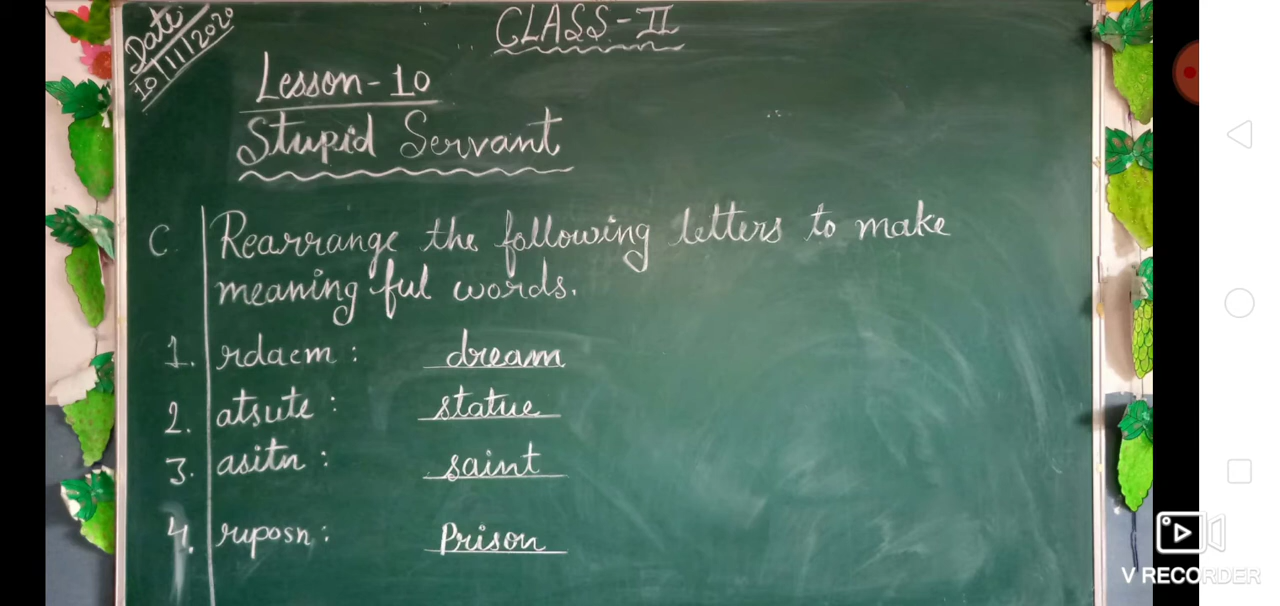 Date
10/11/2020
CLASS-II
Lesson-10
Stupid Servant
C. Rearrange the following letters to make
meaningful words.
1. rdaem : dream
2. atsute : statue
3. asitn : saint
4. ruposn : Prison
V RECORDER